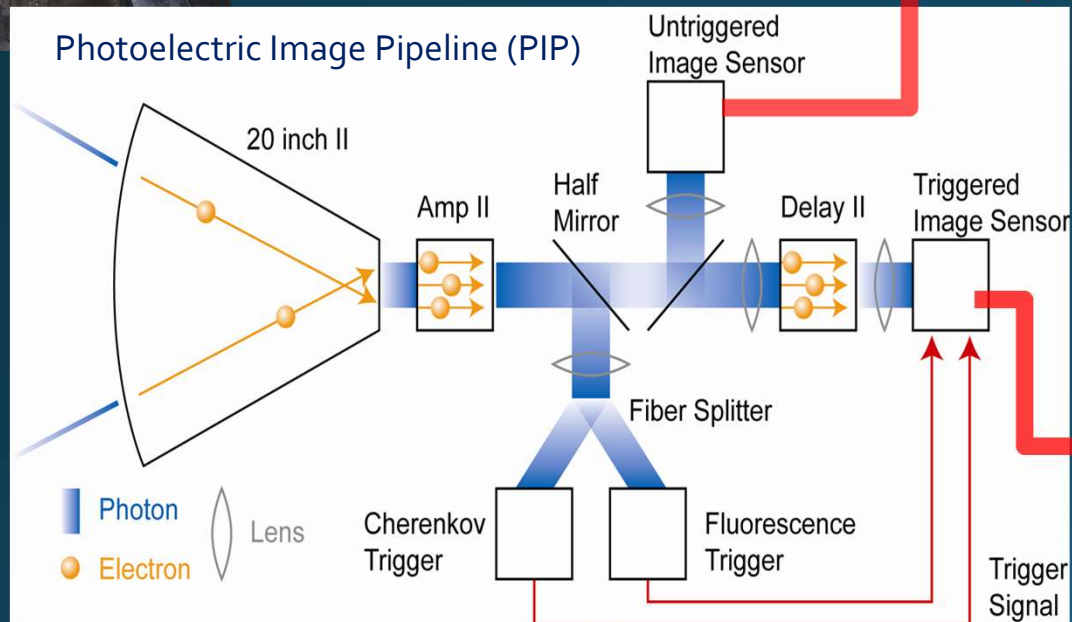 Photoelectric Image Pipeline (PIP)
Untriggered
Image Sensor
20 inch II
Amp II
Half
Mirror
Delay II
Triggered
Image Sensor
Fiber Splitter
Photon
Lens
Electron
Cherenkov
Trigger
Fluorescence
Trigger
Trigger
Signal